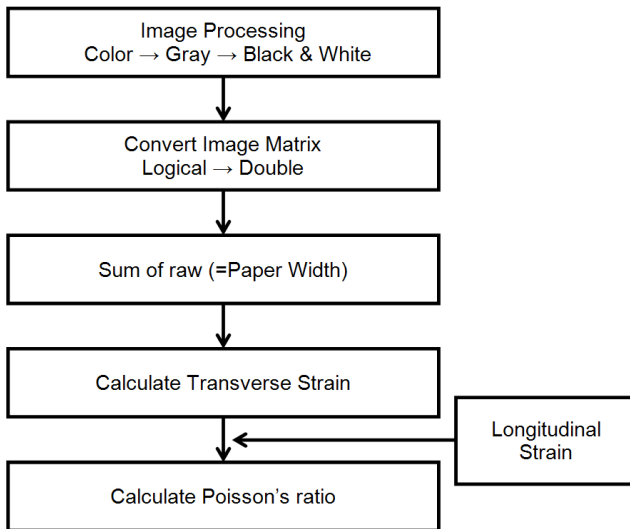 Image Processing
Color → Gray → Black & White
Convert Image Matrix
Logical → Double
Sum of raw (=Paper Width)
Calculate Transverse Strain
Longitudinal
Strain
Calculate Poisson's ratio